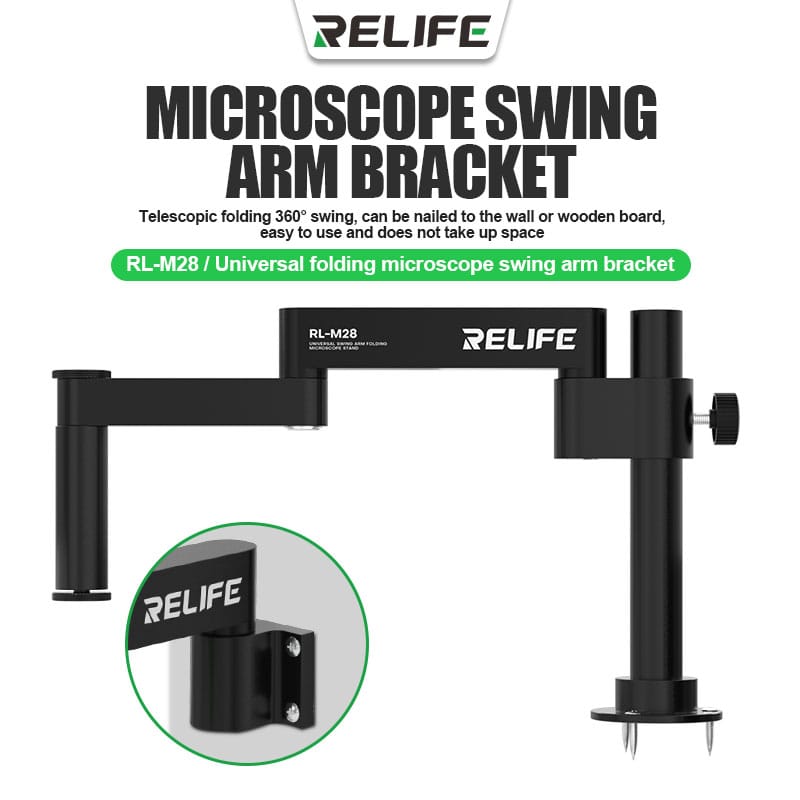 RELIFE
MICROSCOPE SWING
ARM BRACKET
Telescopic folding 360° swing, can be nailed to the wall or wooden board,
easy to use and does not take up space
RL-M28 / Universal folding microscope swing arm bracket
RL-M28
UNIVERSAL SWING ARM FOLDING
MICROSCOPE STAND
RELIFE
RELIFE